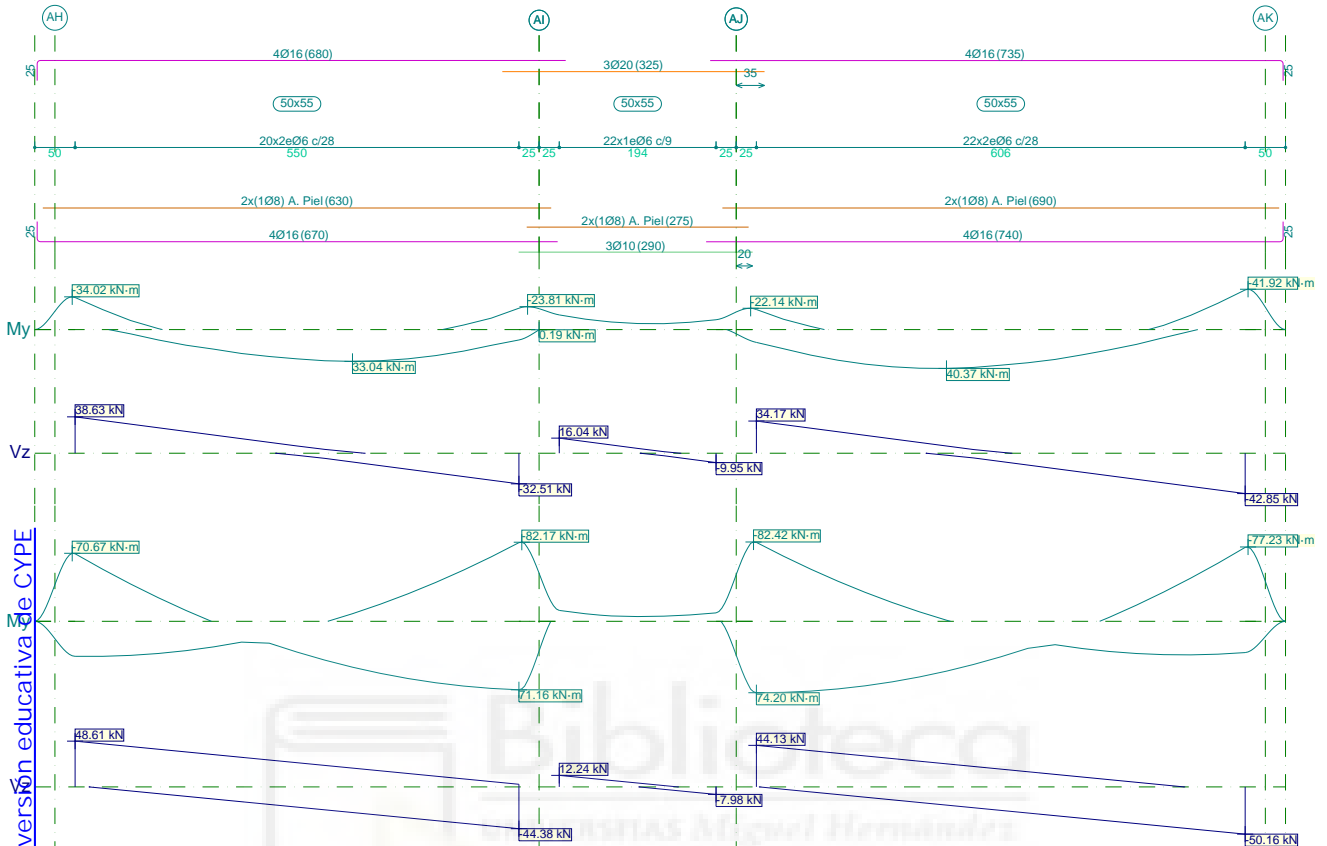 AH AI AJ AK
4Ø16 (680) 4Ø16 (735)
3Ø20 (325)
25 35 25
50x55 50x55 50x55
20x2eØ6 c/28 22x1eØ6 c/9 22x2eØ6 c/28
50 550 25 25 194 25 25 606 50
2x(1Ø8) A. Piel (630) 2x(1Ø8) A. Piel (690)
2x(1Ø8) A. Piel (275)
25 4Ø16 (670) 4Ø16 (740) 25
3Ø10 (290)
20
-34.02 kN·m -23.81 kN·m -22.14 kN·m -41.92 kN·m
My
0.19 kN·m
33.04 kN·m 40.37 kN·m
38.63 kN 16.04 kN 34.17 kN
Vz
-32.51 kN -9.95 kN -42.85 kN
-70.67 kN·m -82.17 kN·m -82.42 kN·m -77.23 kN·m
My
71.16 kN·m 74.20 kN·m
48.61 kN 12.24 kN 44.13 kN
Vz
-44.38 kN -7.98 kN -50.16 kN
versión educativa de CYPE
Biblioteca
UNIVERSITAS Miguel Hernández